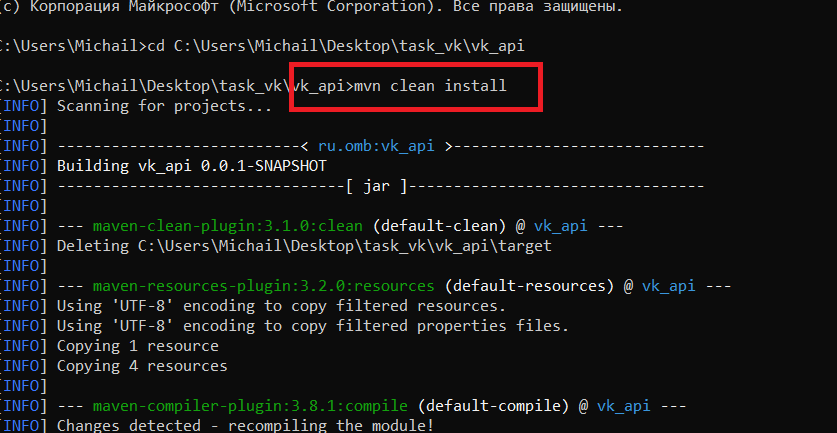 (c) Корпорация Майкрософт (Microsoft Corporation). Все права защищены.
C:\Users\Michail>cd C:\Users\Michail\Desktop\task_vk\vk_api
C:\Users\Michail\Desktop\task_vk\vk_api>mvn clean install
[INFO] Scanning for projects...
[INFO]
[INFO] ---------------------------< ru.omb:vk_api >----------------------------
[INFO] Building vk_api 0.0.1-SNAPSHOT
[INFO] --------------------------------[ jar ]---------------------------------
[INFO]
[INFO] --- maven-clean-plugin:3.1.0:clean (default-clean) @ vk_api ---
[INFO] Deleting C:\Users\Michail\Desktop\task_vk\vk_api\target
[INFO]
[INFO] --- maven-resources-plugin:3.2.0:resources (default-resources) @ vk_api ---
[INFO] Using 'UTF-8' encoding to copy filtered resources.
[INFO] Using 'UTF-8' encoding to copy filtered properties files.
[INFO] Copying 1 resource
[INFO] Copying 4 resources
[INFO]
[INFO] --- maven-compiler-plugin:3.8.1:compile (default-compile) @ vk_api ---
[INFO] Changes detected - recompiling the module!